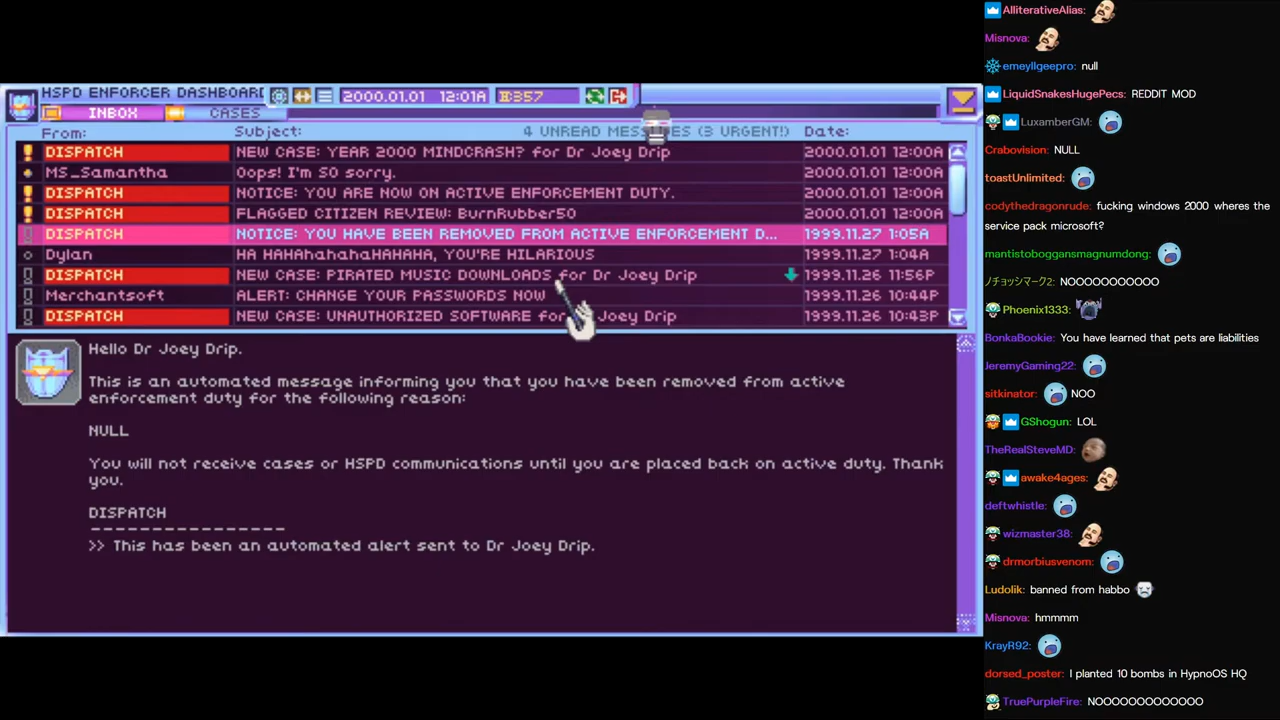 HSPD ENFORCER DASHBOARD
2000.01.01 12:01A
357
INBOX
CASES
From:
Subject:
4 UNREAD MESSAGES (3 URGENT!)
Date:
DISPATCH NEW CASE: YEAR 2000 MINDCRASH? for Dr Joey Drip 2000.01.01 12:00A
MS_Samantha Oops! I'm SO sorry. 2000.01.01 12:00A
DISPATCH NOTICE: YOU ARE NOW ON ACTIVE ENFORCEMENT DUTY. 2000.01.01 12:00A
DISPATCH FLAGGED CITIZEN REVIEW: BurnRubber50 2000.01.01 12:00A
DISPATCH NOTICE: YOU HAVE BEEN REMOVED FROM ACTIVE ENFORCEMENT D... 1999.11.27 1:05A
Dylan HA HAHAhahahaHAHAHA, YOU'RE HILARIOUS 1999.11.27 1:04A
DISPATCH NEW CASE: PIRATED MUSIC DOWNLOADS for Dr Joey Drip 1999.11.26 11:56P
Merchantsoft ALERT: CHANGE YOUR PASSWORDS NOW 1999.11.26 10:44P
DISPATCH NEW CASE: UNAUTHORIZED SOFTWARE for Joey Drip 1999.11.26 10:43P
Hello Dr Joey Drip.
This is an automated message informing you that you have been removed from active
enforcement duty for the following reason:
NULL
You will not receive cases or HSPD communications until you are placed back on active duty. Thank
you.
DISPATCH
----------------
>> This has been an automated alert sent to Dr Joey Drip.
AlliterativeAlias:
Misnova:
emeyllgeepro: null
LiquidSnakesHugePecs: REDDIT MOD
LuxamberGM:
Crabovision: NULL
toastUnlimited:
codythedragonrude: fucking windows 2000 wheres the
service pack microsoft?
mantistoboggansmagnumdong:
ノチョッシマーク2: NOOOOOOOOOOO
Phoenix1333:
BonkaBookie: You have learned that pets are liabilities
JeremyGaming22:
sitkinator: NOO
GShogun: LOL
TheRealSteveMD:
awake4ages:
deftwhistle:
wizmaster38:
drmorbiusvenom:
Ludolik: banned from habbo
Misnova: hmmmm
KrayR92:
dorsed_poster: I planted 10 bombs in HypnoOS HQ
TruePurpleFire: NOOOOOOOOOOOOO